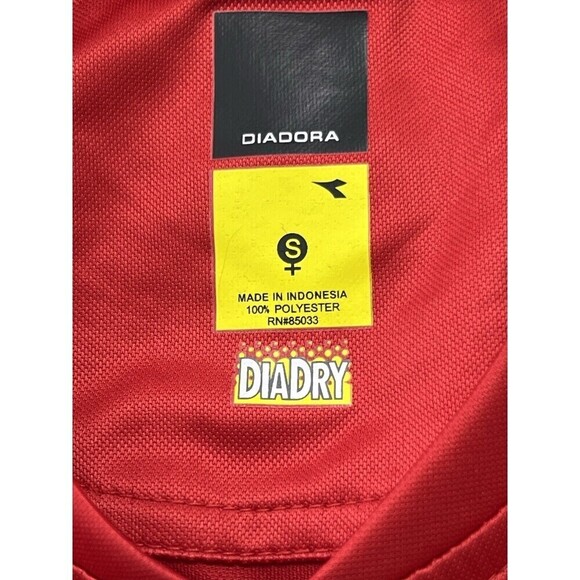 DIADORA
S
MADE IN INDONESIA
100% POLYESTER
RN#85033
DIADRY